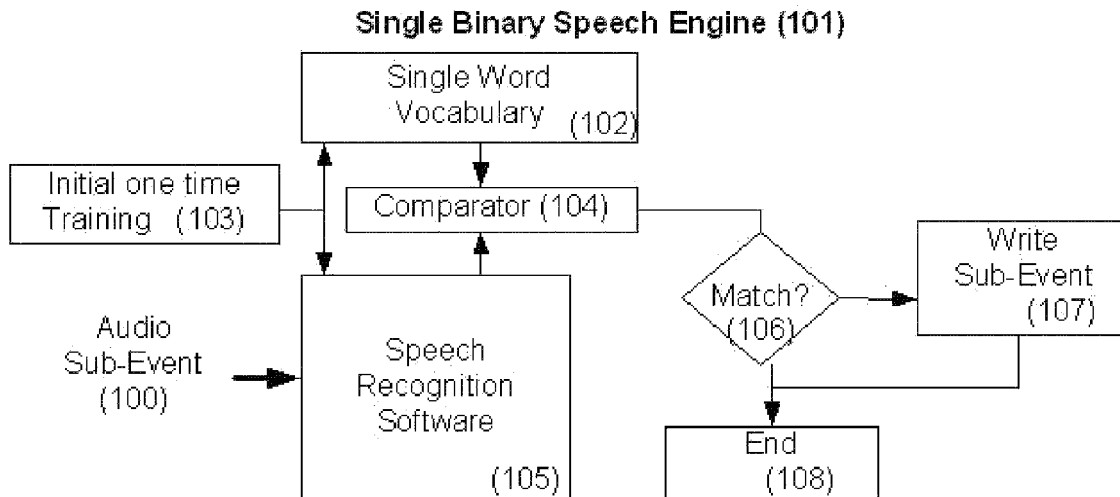 Single Binary Speech Engine (101)
Single Word
Vocabulary
(102)
Initial one time
Training (103)
Comparator (104)
Audio
Sub-Event
(100)
Speech
Recognition
Software
(105)
Match?
(106)
Write
Sub-Event
(107)
End
(108)